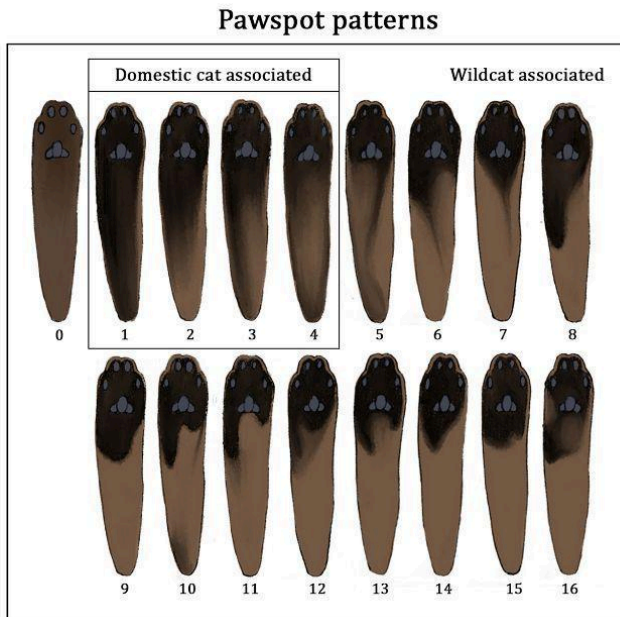 Pawspot patterns
Domestic cat associated
Wildcat associated
0 1 2 3 4 5 6 7 8
9 10 11 12 13 14 15 16